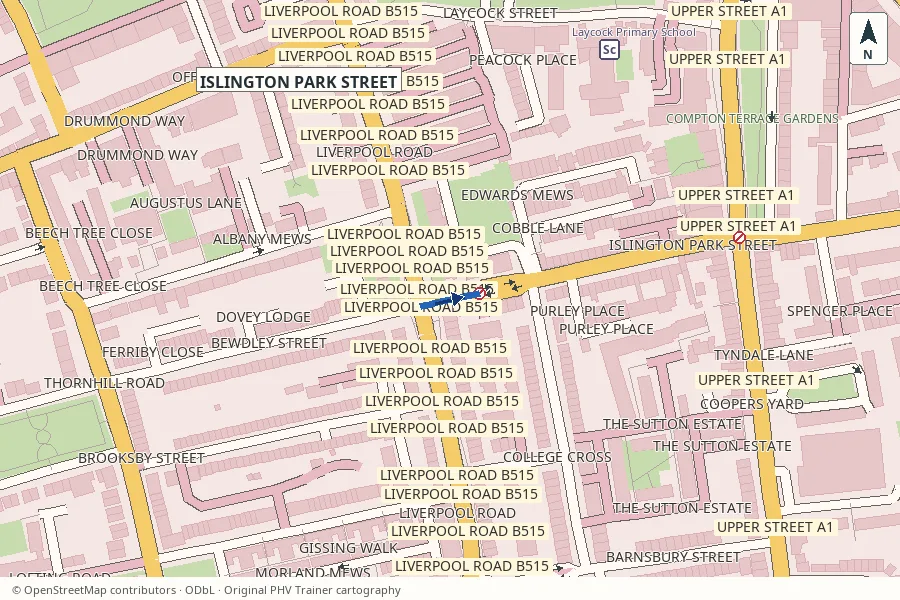 LIVERPOOL ROAD B515
LAYCOCK STREET
UPPER STREET A1
LIVERPOOL ROAD B515
Laycock Primary School
Sc
N
LIVERPOOL ROAD B515
PEACOCK PLACE
UPPER STREET A1
OFF
ISLINGTON PARK STREET
B515
LIVERPOOL ROAD B515
DRUMMOND WAY
COMPTON TERRACE GARDENS
LIVERPOOL ROAD B515
DRUMMOND WAY
LIVERPOOL ROAD
LIVERPOOL ROAD B515
EDWARDS MEWS
UPPER STREET A1
AUGUSTUS LANE
COBBLE LANE
UPPER STREET A1
BEECH TREE CLOSE
ALBANY MEWS
LIVERPOOL ROAD B515
ISLINGTON PARK STREET
LIVERPOOL ROAD B515
LIVERPOOL ROAD B515
BEECH TREE CLOSE
LIVERPOOL ROAD B515
LIVERPOOL ROAD B515
PURLEY PLACE
SPENCER PLACE
DOVEY LODGE
PURLEY PLACE
BEWDLEY STREET
FERRIBY CLOSE
LIVERPOOL ROAD B515
TYNDALE LANE
LIVERPOOL ROAD B515
THORNHILL ROAD
UPPER STREET A1
LIVERPOOL ROAD B515
COOPERS YARD
LIVERPOOL ROAD B515
THE SUTTON ESTATE
THE SUTTON ESTATE
BROOKSBY STREET
COLLEGE CROSS
LIVERPOOL ROAD B515
LIVERPOOL ROAD B515
LIVERPOOL ROAD
THE SUTTON ESTATE
LIVERPOOL ROAD B515
UPPER STREET A1
GISSING WALK
BARNSBURY STREET
LIVERPOOL ROAD B515
MORLAND MEWS
LOFTING ROAD
© OpenStreetMap contributors · ODbL · Original PHV Trainer cartography